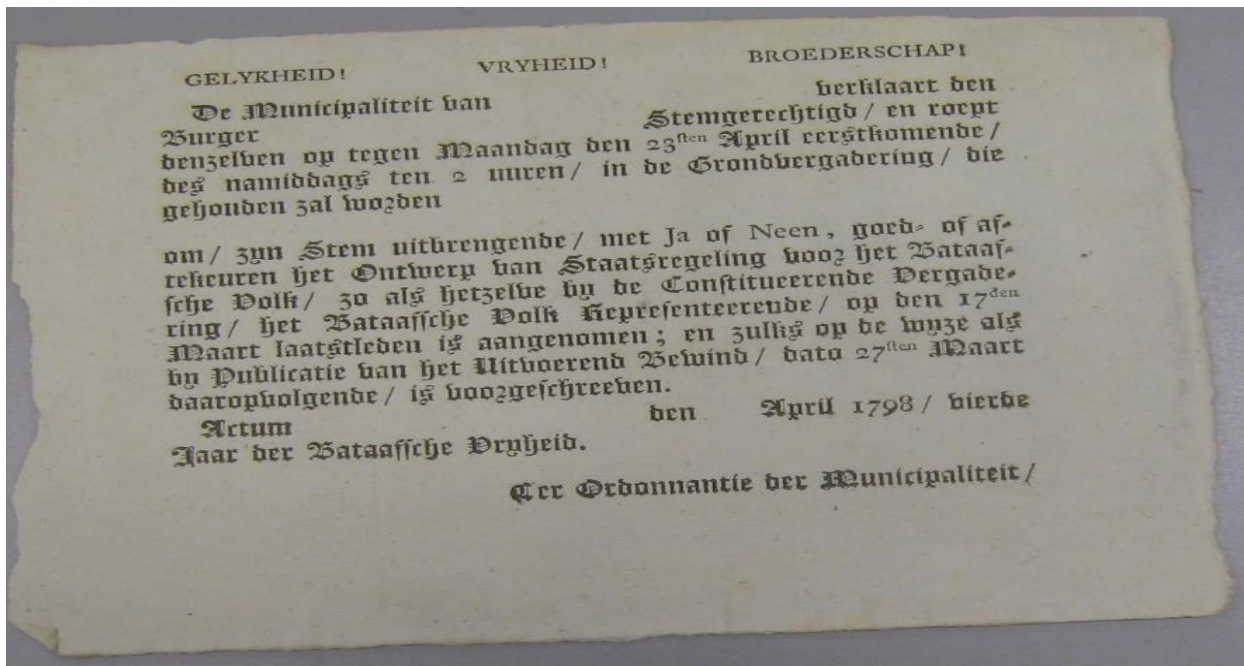 GELYKHEID! VRYHEID! BROEDERSCHAP!
De Municipaliteit van verklaart den
Burger Stemgerechtigd / en roept
denzelven op tegen Maandag den 23sten April eerstkomende /
des namiddags ten 2 uuren / in de Grondvergadering / die
gehouden zal worden
om / zyn Stem uitbrengende / met Ja of Neen, goed- of af-
tekeuren het Ontwerp van Staatsregeling voor het Bataaf-
sche Volk / zo als hetzelve by de Constitueerende Vergade-
ring / het Bataafsche Volk Representeerende / op den 17den
Maart laatstleden is aangenomen; en zulks op de wyze als
by Publicatie van het Uitvoerend Bewind / dato 27sten Maart
daaropvolgende / is voorgeschreeven.
Actum den April 1798 / vierde
Jaar der Bataafsche Vryheid.
Ter Ordonnantie der Municipaliteit /